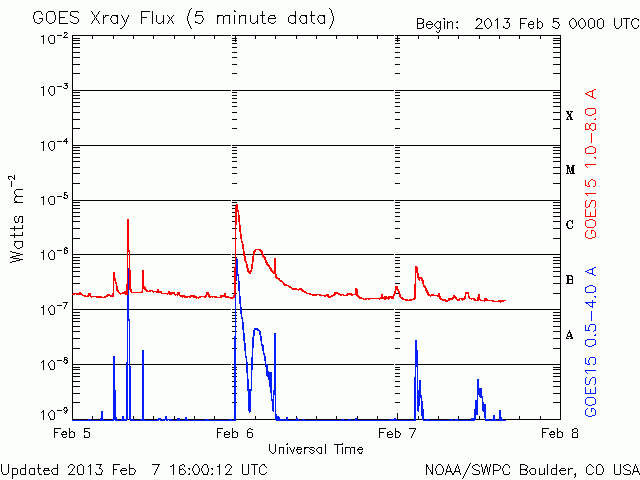 GOES Xray Flux (5 minute data)
Begin: 2013 Feb 5 0000 UTC
10⁻²
10⁻³
10⁻⁴
10⁻⁵
10⁻⁶
10⁻⁷
10⁻⁸
10⁻⁹
Watts m⁻²
X
M
C
B
A
GOES15 1.0–8.0 A
GOES15 0.5–4.0 A
Feb 5
Feb 6
Feb 7
Feb 8
Universal Time
Updated 2013 Feb 7 16:00:12 UTC
NOAA/SWPC Boulder, CO USA